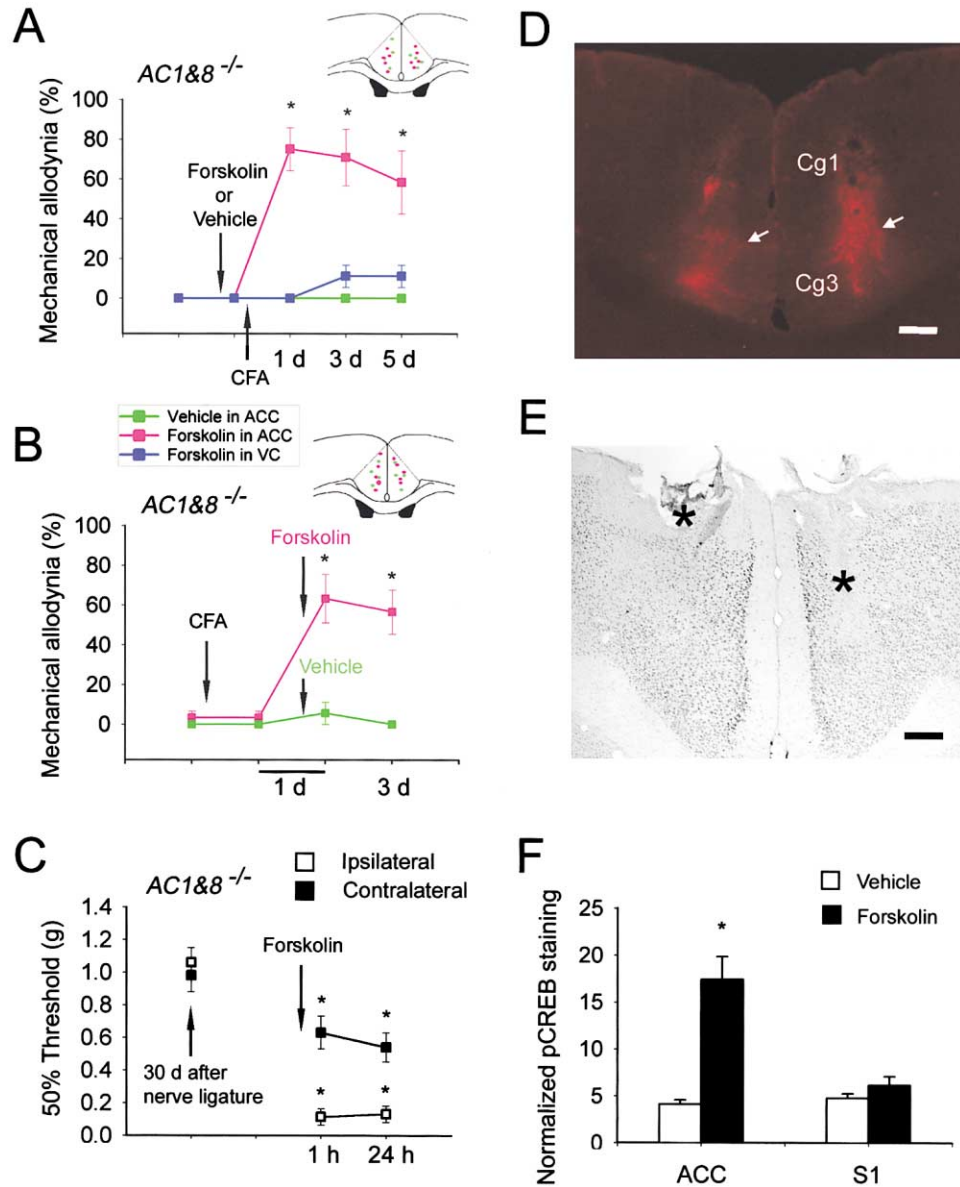 A
AC1&8 -/-
Mechanical allodynia (%)
100
80
60
40
20
0
Forskolin
or
Vehicle
CFA
1 d
3 d
5 d
*
*
*
Vehicle in ACC
Forskolin in ACC
Forskolin in VC
B
AC1&8 -/-
Mechanical allodynia (%)
100
80
60
40
20
0
CFA
Forskolin
Vehicle
*
*
1 d
3 d
C
AC1&8 -/-
Ipsilateral
Contralateral
50% Threshold (g)
1.4
1.2
1.0
0.8
0.6
0.4
0.2
0.0
Forskolin
30 d after
nerve ligature
*
*
*
*
1 h
24 h
D
Cg1
Cg3
E
*
*
F
Vehicle
Forskolin
Normalized pCREB staining
25
20
15
10
5
0
*
ACC
S1